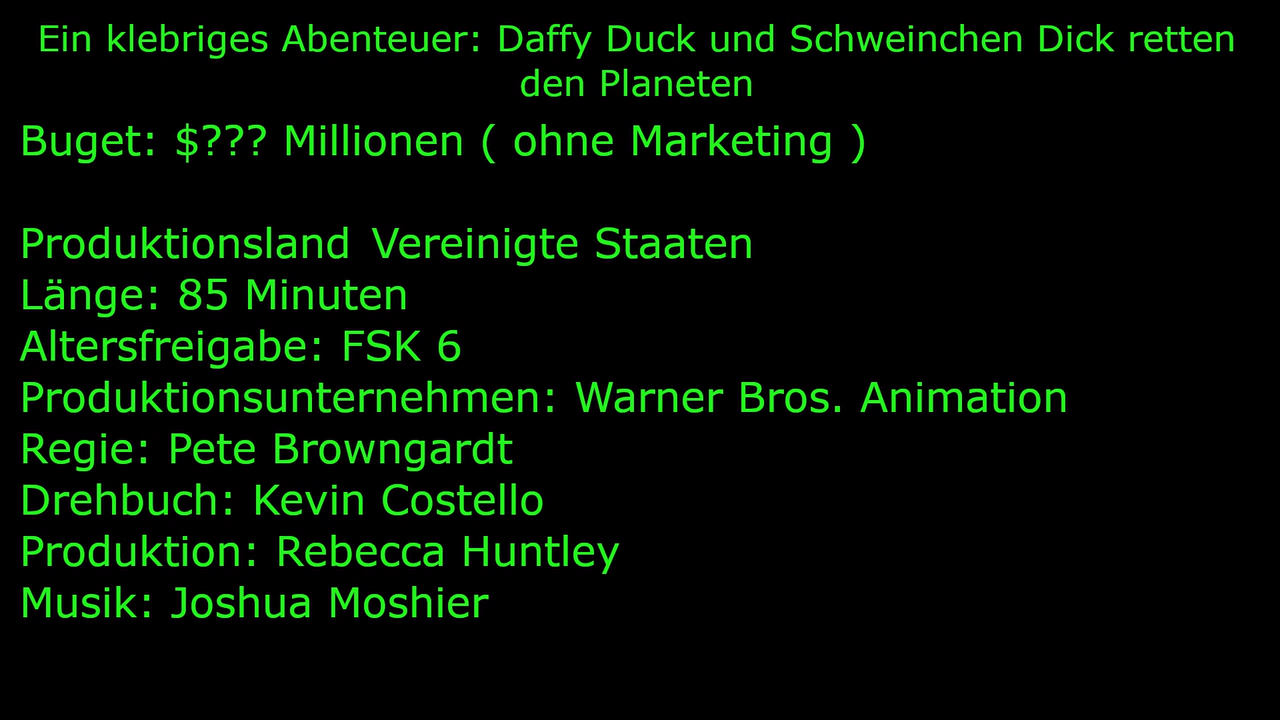 Ein klebriges Abenteuer: Daffy Duck und Schweinchen Dick retten
den Planeten
Buget: $??? Millionen ( ohne Marketing )
Produktionsland Vereinigte Staaten
Länge: 85 Minuten
Altersfreigabe: FSK 6
Produktionsunternehmen: Warner Bros. Animation
Regie: Pete Browngardt
Drehbuch: Kevin Costello
Produktion: Rebecca Huntley
Musik: Joshua Moshier